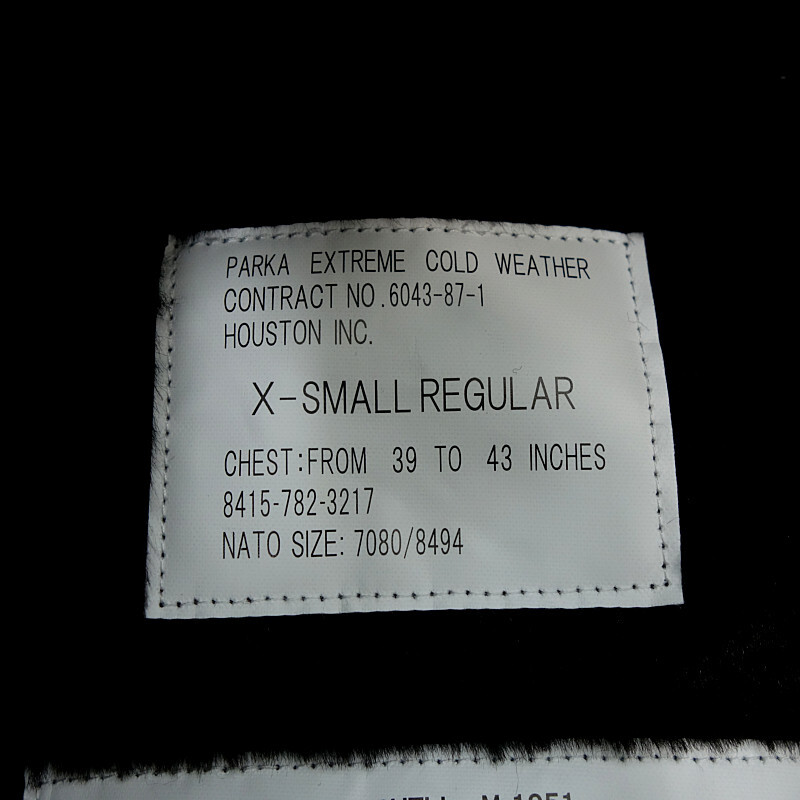 PARKA EXTREME COLD WEATHER
CONTRACT NO.6043-87-1
HOUSTON INC.
X-SMALL REGULAR
CHEST:FROM 39 TO 43 INCHES
8415-782-3217
NATO SIZE: 7080/8494
M-1951